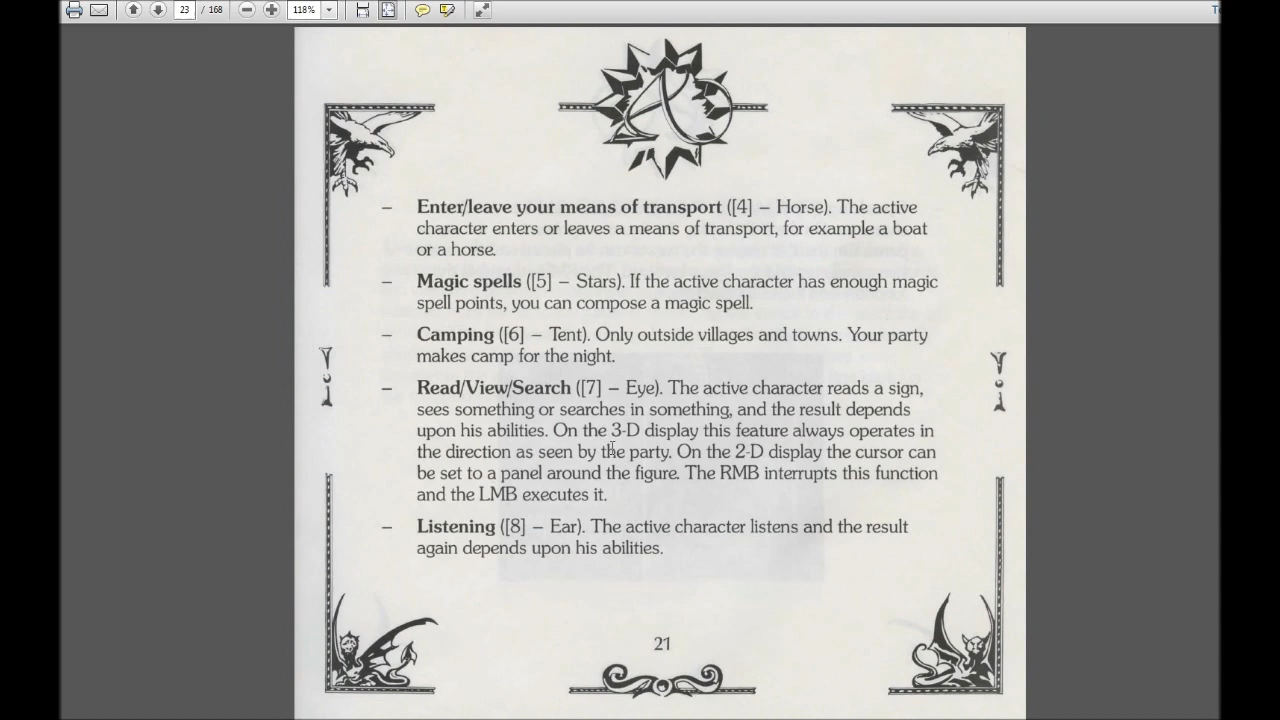 23 / 168 118%
– Enter/leave your means of transport ([4] – Horse). The active
character enters or leaves a means of transport, for example a boat
or a horse.
– Magic spells ([5] – Stars). If the active character has enough magic
spell points, you can compose a magic spell.
– Camping ([6] – Tent). Only outside villages and towns. Your party
makes camp for the night.
– Read/View/Search ([7] – Eye). The active character reads a sign,
sees something or searches in something, and the result depends
upon his abilities. On the 3-D display this feature always operates in
the direction as seen by the party. On the 2-D display the cursor can
be set to a panel around the figure. The RMB interrupts this function
and the LMB executes it.
– Listening ([8] – Ear). The active character listens and the result
again depends upon his abilities.
21